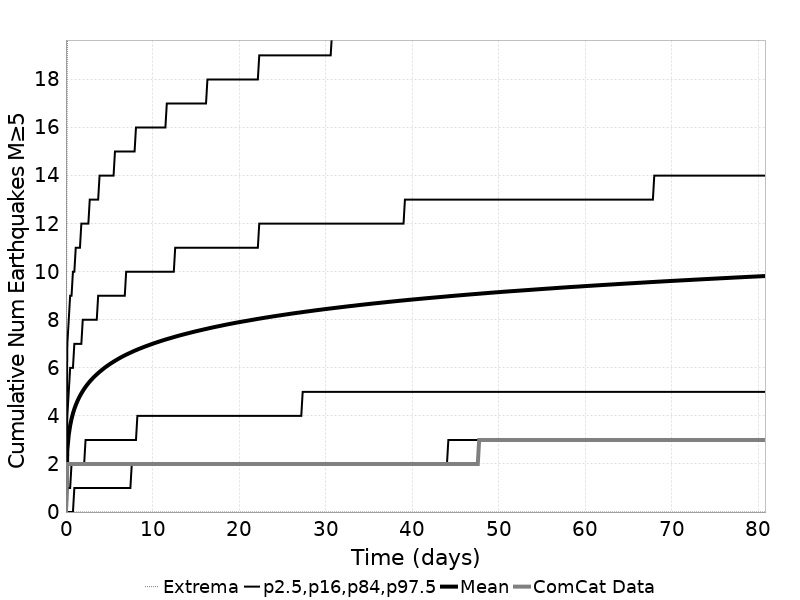 Cumulative Num Earthquakes M≥5
18
16
14
12
10
8
6
4
2
0
0 10 20 30 40 50 60 70 80
Time (days)
Extrema p2.5,p16,p84,p97.5 Mean ComCat Data